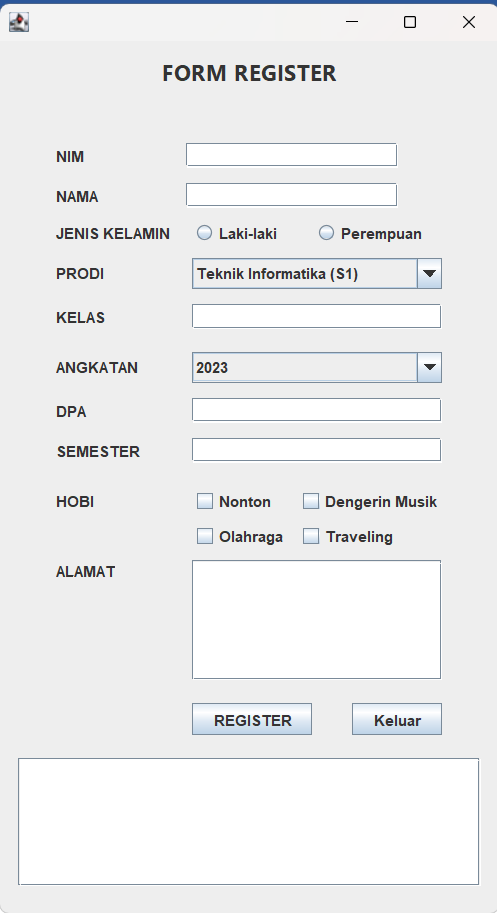 FORM REGISTER
NIM
NAMA
JENIS KELAMIN Laki-laki Perempuan
PRODI Teknik Informatika (S1)
KELAS
ANGKATAN 2023
DPA
SEMESTER
HOBI Nonton Dengerin Musik
Olahraga Traveling
ALAMAT
REGISTER Keluar